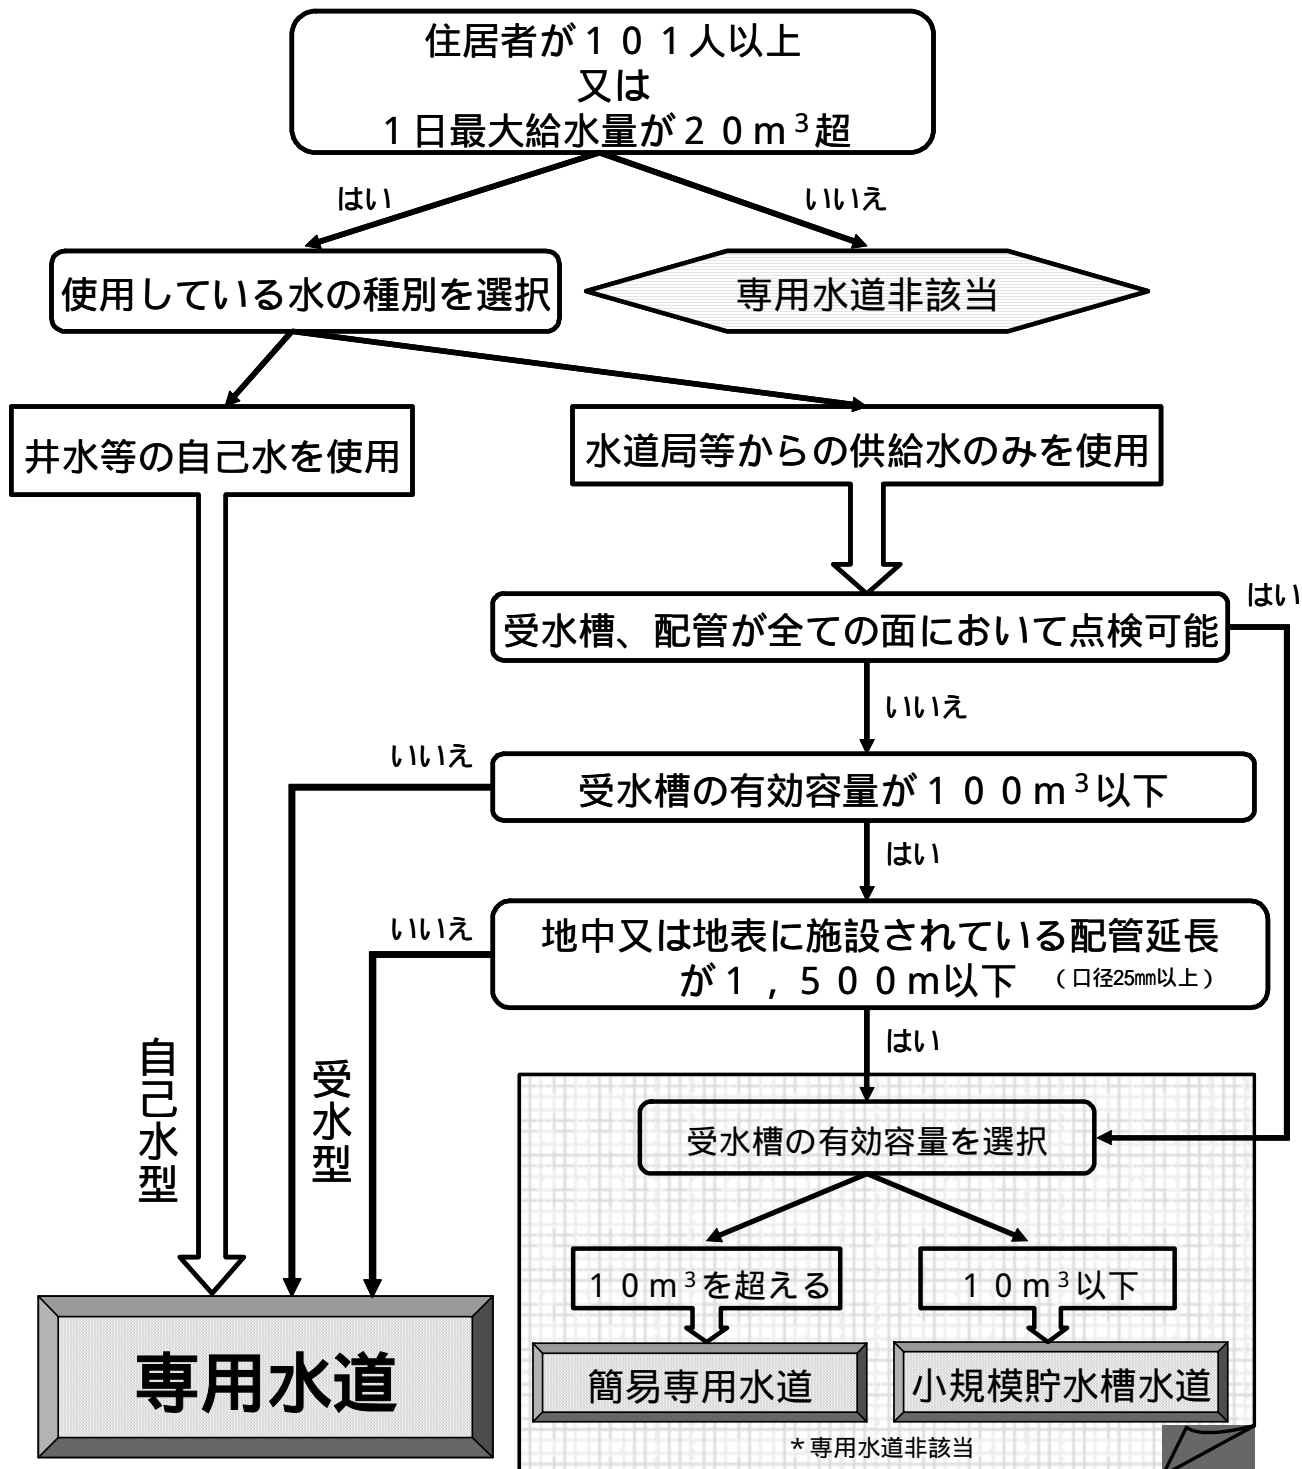 住居者が１０１人以上
又は
１日最大給水量が２０ｍ³超
はい
いいえ
使用している水の種別を選択
専用水道非該当
井水等の自己水を使用
水道局等からの供給水のみを使用
はい
受水槽、配管が全ての面において点検可能
いいえ
いいえ
受水槽の有効容量が１００ｍ³以下
はい
いいえ
地中又は地表に施設されている配管延長
が１，５００ｍ以下 （口径25㎜以上）
はい
自己水型
受水型
受水槽の有効容量を選択
１０ｍ³を超える
１０ｍ³以下
専用水道
簡易専用水道
小規模貯水槽水道
＊専用水道非該当